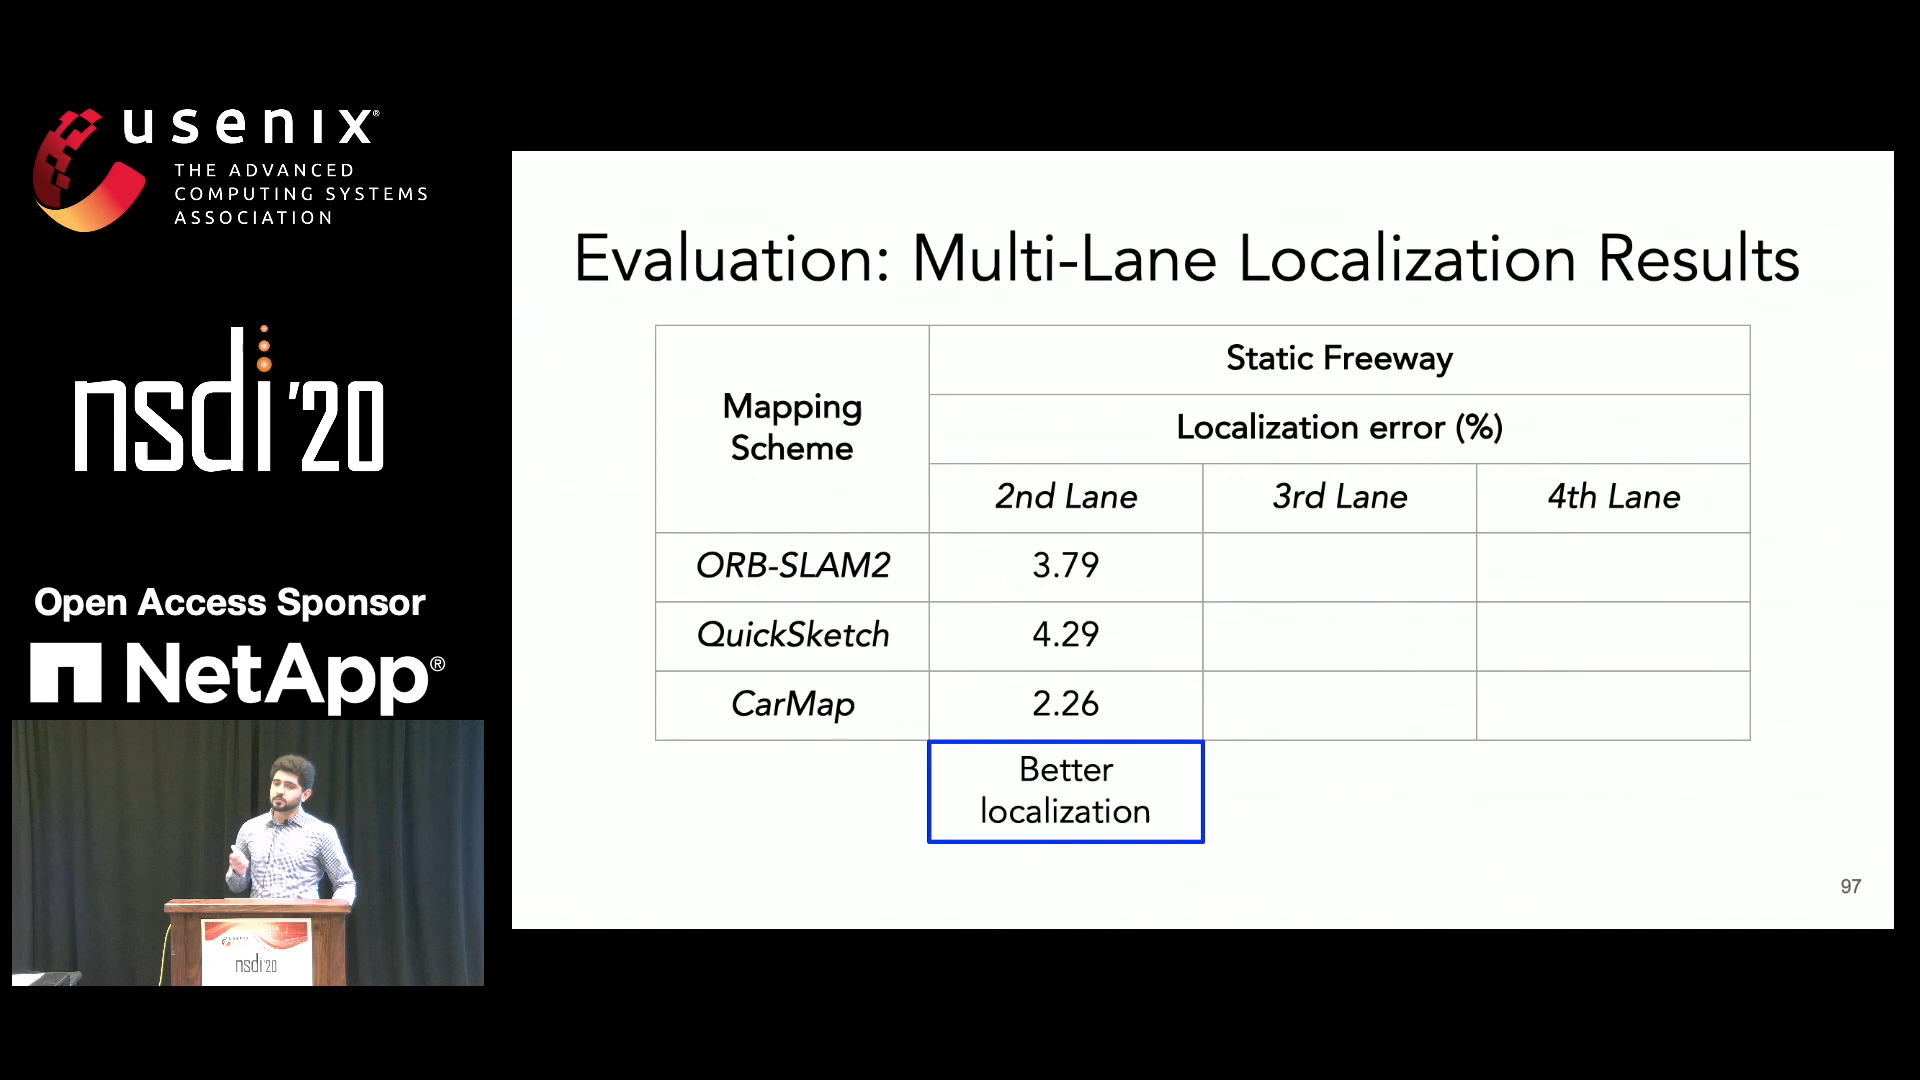 usenix®
THE ADVANCED
COMPUTING SYSTEMS
ASSOCIATION
nsdi '20
Open Access Sponsor
NetApp®
usenix
nsdi '20
Evaluation: Multi-Lane Localization Results
Mapping
Scheme
Static Freeway
Localization error (%)
2nd Lane 3rd Lane 4th Lane
ORB-SLAM2 3.79
QuickSketch 4.29
CarMap 2.26
Better
localization
97